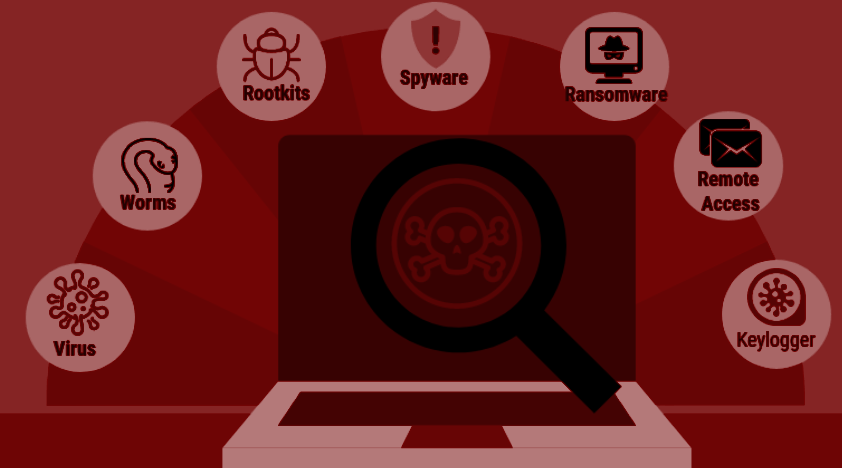 Rootkits
Spyware
Ransomware
Worms
Remote
Access
Virus
Keylogger